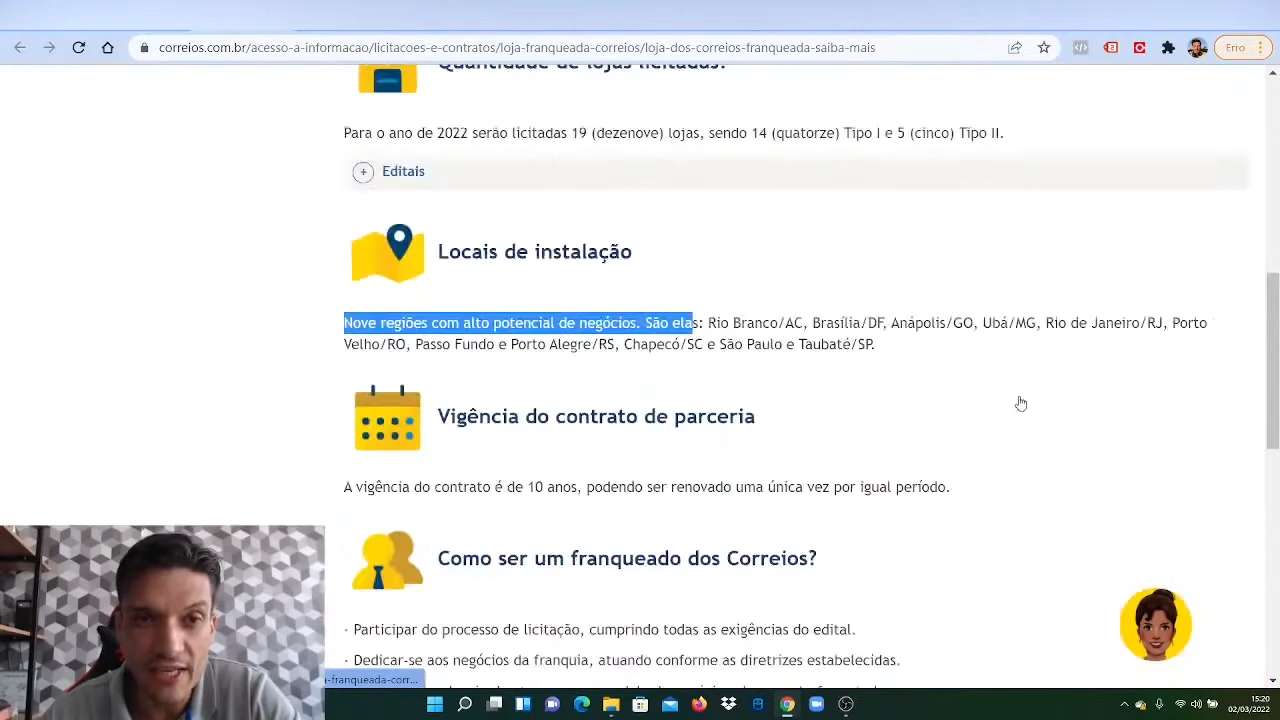 correios.com.br/acesso-a-informacao/licitacoes-e-contratos/loja-franqueada-correios/loja-dos-correios-franqueada-saiba-mais
Erro
Quantidade de lojas licitadas:
Para o ano de 2022 serão licitadas 19 (dezenove) lojas, sendo 14 (quatorze) Tipo I e 5 (cinco) Tipo II.
+ Editais
Locais de instalação
Nove regiões com alto potencial de negócios. São elas: Rio Branco/AC, Brasília/DF, Anápolis/GO, Ubá/MG, Rio de Janeiro/RJ, Porto
Velho/RO, Passo Fundo e Porto Alegre/RS, Chapecó/SC e São Paulo e Taubaté/SP.
Vigência do contrato de parceria
A vigência do contrato é de 10 anos, podendo ser renovado uma única vez por igual período.
Como ser um franqueado dos Correios?
· Participar do processo de licitação, cumprindo todas as exigências do edital.
· Dedicar-se aos negócios da franquia, atuando conforme as diretrizes estabelecidas.
a-franqueada-corr...
15:20
02/03/2022